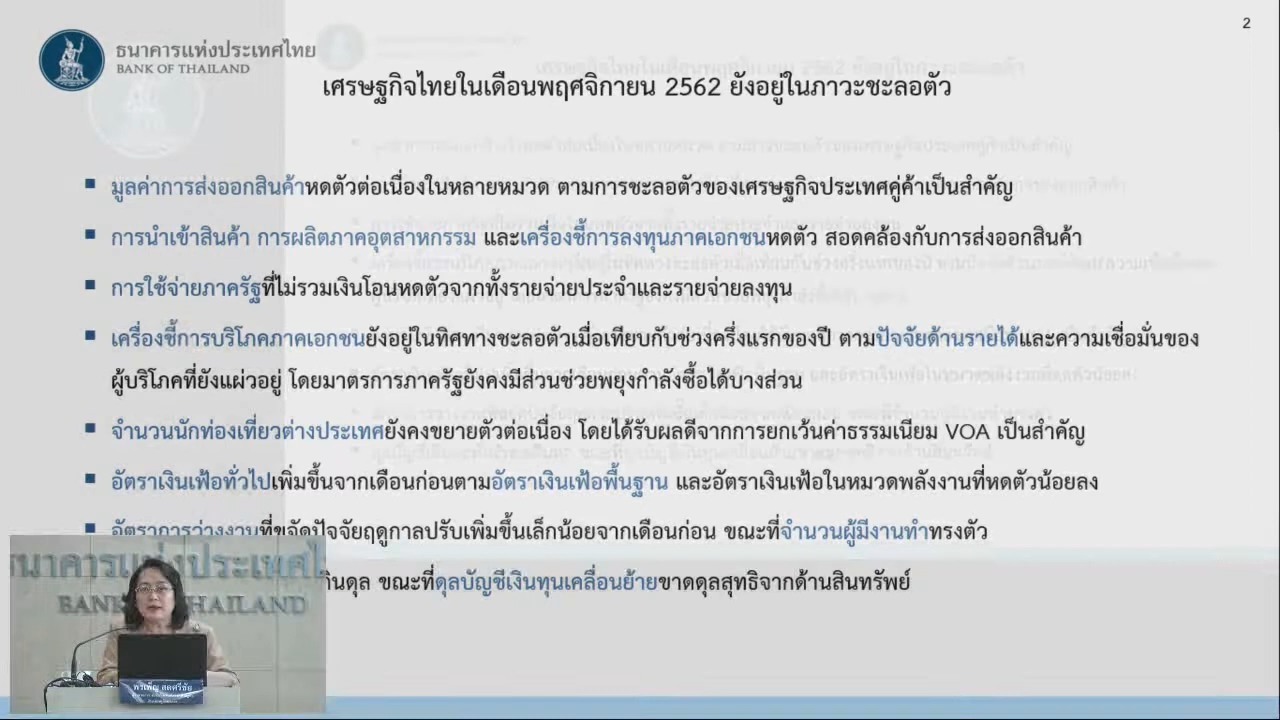 2
ธนาคารแห่งประเทศไทย
BANK OF THAILAND
เศรษฐกิจไทยในเดือนพฤศจิกายน 2562 ยังอยู่ในภาวะชะลอตัว
มูลค่าการส่งออกสินค้าหดตัวต่อเนื่องในหลายหมวด ตามการชะลอตัวของเศรษฐกิจประเทศคู่ค้าเป็นสำคัญ
การนำเข้าสินค้า การผลิตภาคอุตสาหกรรม และเครื่องชี้การลงทุนภาคเอกชนหดตัว สอดคล้องกับการส่งออกสินค้า
การใช้จ่ายภาครัฐที่ไม่รวมเงินโอนหดตัวจากทั้งรายจ่ายประจำและรายจ่ายลงทุน
เครื่องชี้การบริโภคภาคเอกชนยังอยู่ในทิศทางชะลอตัวเมื่อเทียบกับช่วงครึ่งแรกของปี ตามปัจจัยด้านรายได้และความเชื่อมั่นของ
ผู้บริโภคที่ยังแผ่วอยู่ โดยมาตรการภาครัฐยังคงมีส่วนช่วยพยุงกำลังซื้อได้บางส่วน
จำนวนนักท่องเที่ยวต่างประเทศยังคงขยายตัวต่อเนื่อง โดยได้รับผลดีจากการยกเว้นค่าธรรมเนียม VOA เป็นสำคัญ
อัตราเงินเฟ้อทั่วไปเพิ่มขึ้นจากเดือนก่อนตามอัตราเงินเฟ้อพื้นฐาน และอัตราเงินเฟ้อในหมวดพลังงานที่หดตัวน้อยลง
อัตราการว่างงานที่ขจัดปัจจัยฤดูกาลปรับเพิ่มขึ้นเล็กน้อยจากเดือนก่อน ขณะที่จำนวนผู้มีงานทำทรงตัว
กินดุล ขณะที่ดุลบัญชีเงินทุนเคลื่อนย้ายขาดดุลสุทธิจากด้านสินทรัพย์
BANK THAILAND
พรเพ็ญ สดศรีชัย